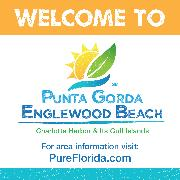 WELCOME TO
PUNTA GORDA
ENGLEWOOD BEACH
Charlotte Harbor & Its Gulf Islands
For area information visit:
PureFlorida.com